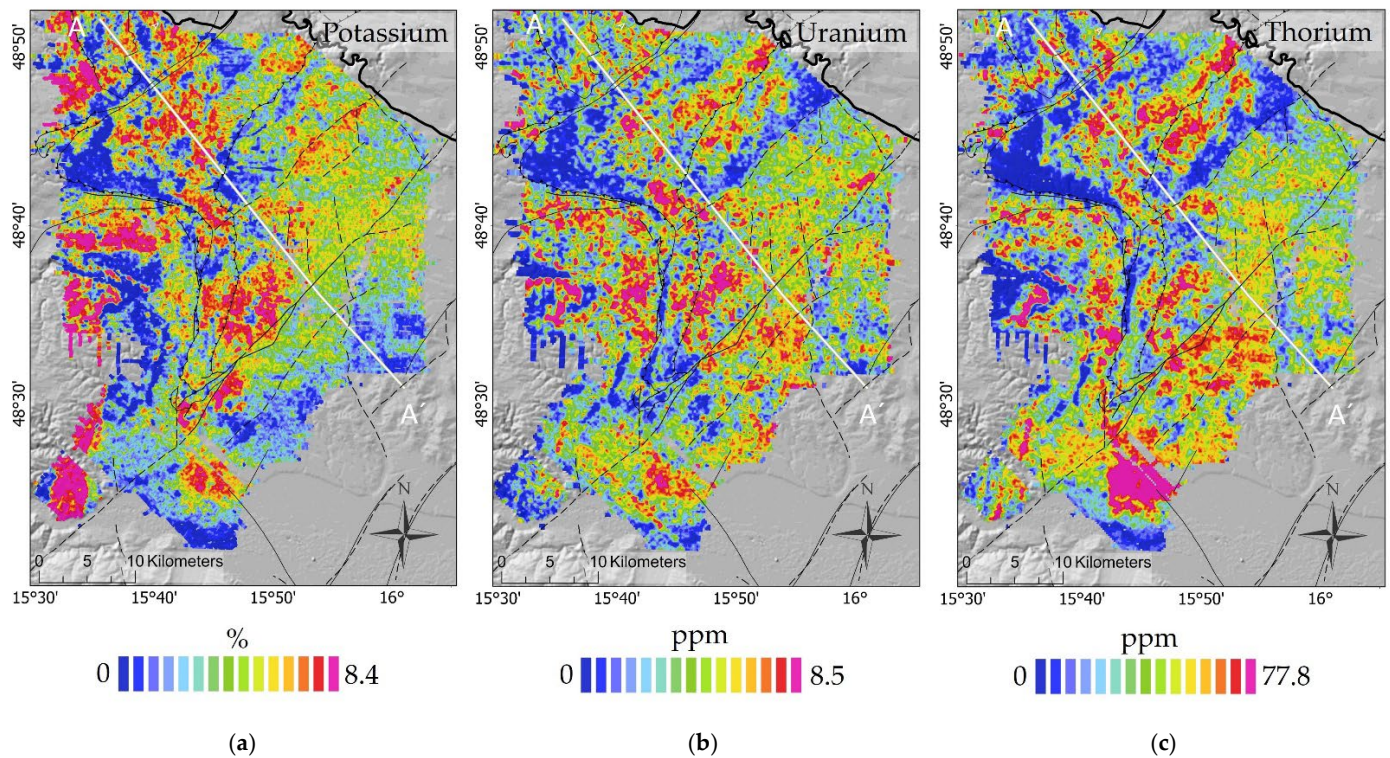 Potassium
A
A´
N
48°50'
48°40'
48°30'
0 5 10 Kilometers
15°30' 15°40' 15°50' 16°
%
0 8.4
(a)
Uranium
A
A´
N
48°50'
48°40'
48°30'
0 5 10 Kilometers
15°30' 15°40' 15°50' 16°
ppm
0 8.5
(b)
Thorium
A
A´
N
48°50'
48°40'
48°30'
0 5 10 Kilometers
15°30' 15°40' 15°50' 16°
ppm
0 77.8
(c)